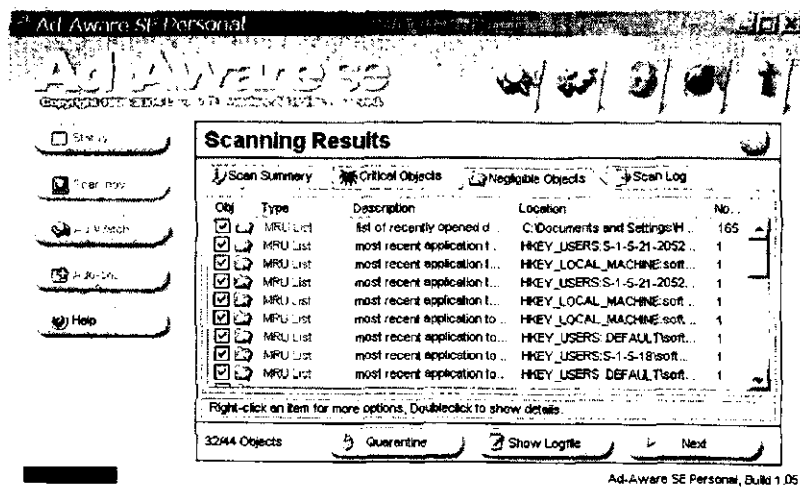 Ad-Aware SE Personal
Ad-Aware SE
Status
Scan now
Ad-Watch
Help
Scanning Results
Scan Summary Critical Objects Negligible Objects Scan Log
Obj Type Description Location No...
MRU List list of recently opened d... C:\Documents and Settings\H... 165
MRU List most recent application t... HKEY_USERS:S-1-5-21-2052... 1
MRU List most recent application t... HKEY_LOCAL_MACHINE:soft... 1
MRU List most recent application t... HKEY_USERS:S-1-5-21-2052... 1
MRU List most recent application t... HKEY_LOCAL_MACHINE:soft... 1
MRU List most recent application to... HKEY_LOCAL_MACHINE:soft... 1
MRU List most recent application to... HKEY_USERS:.DEFAULT\soft... 1
MRU List most recent application to... HKEY_USERS:S-1-5-18\soft... 1
MRU List most recent application to... HKEY_USERS:.DEFAULT\soft... 1
Right-click an item for more options, Doubleclick to show details.
32/44 Objects Quarantine Show Logfile Next
Ad-Aware SE Personal, Build 1.05